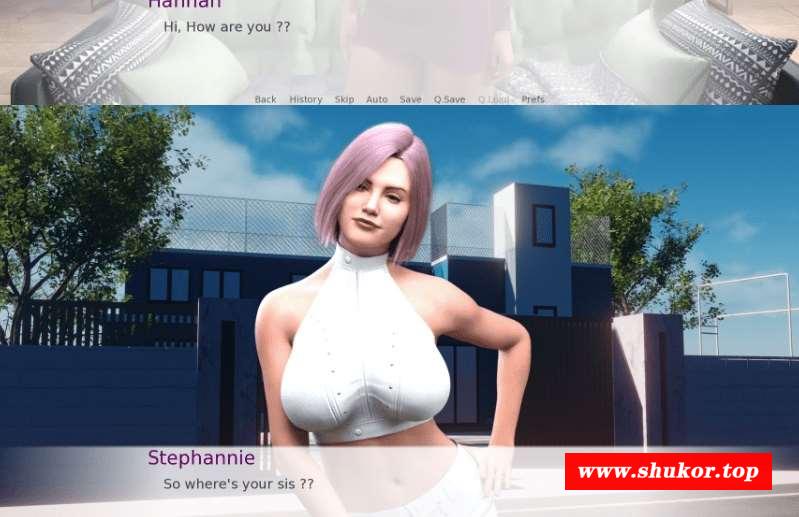 Hannah
Hi, How are you ??
Back History Skip Auto Save Q.Save Q.Load Prefs
Stephannie
So where's your sis ??
www.shukor.top